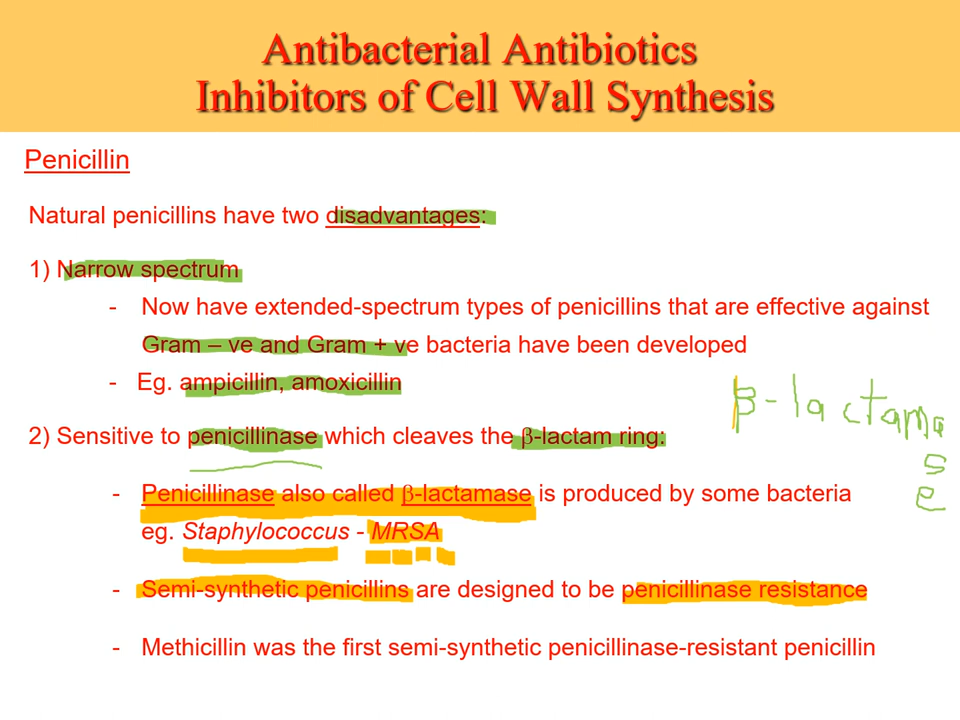 Antibacterial Antibiotics
Inhibitors of Cell Wall Synthesis
Penicillin
Natural penicillins have two disadvantages:
1) Narrow spectrum
- Now have extended-spectrum types of penicillins that are effective against
Gram – ve and Gram + ve bacteria have been developed
- Eg. ampicillin, amoxicillin
2) Sensitive to penicillinase which cleaves the β-lactam ring:
β-lactama
s
e
- Penicillinase also called β-lactamase is produced by some bacteria
eg. Staphylococcus - MRSA
- Semi-synthetic penicillins are designed to be penicillinase resistance
- Methicillin was the first semi-synthetic penicillinase-resistant penicillin